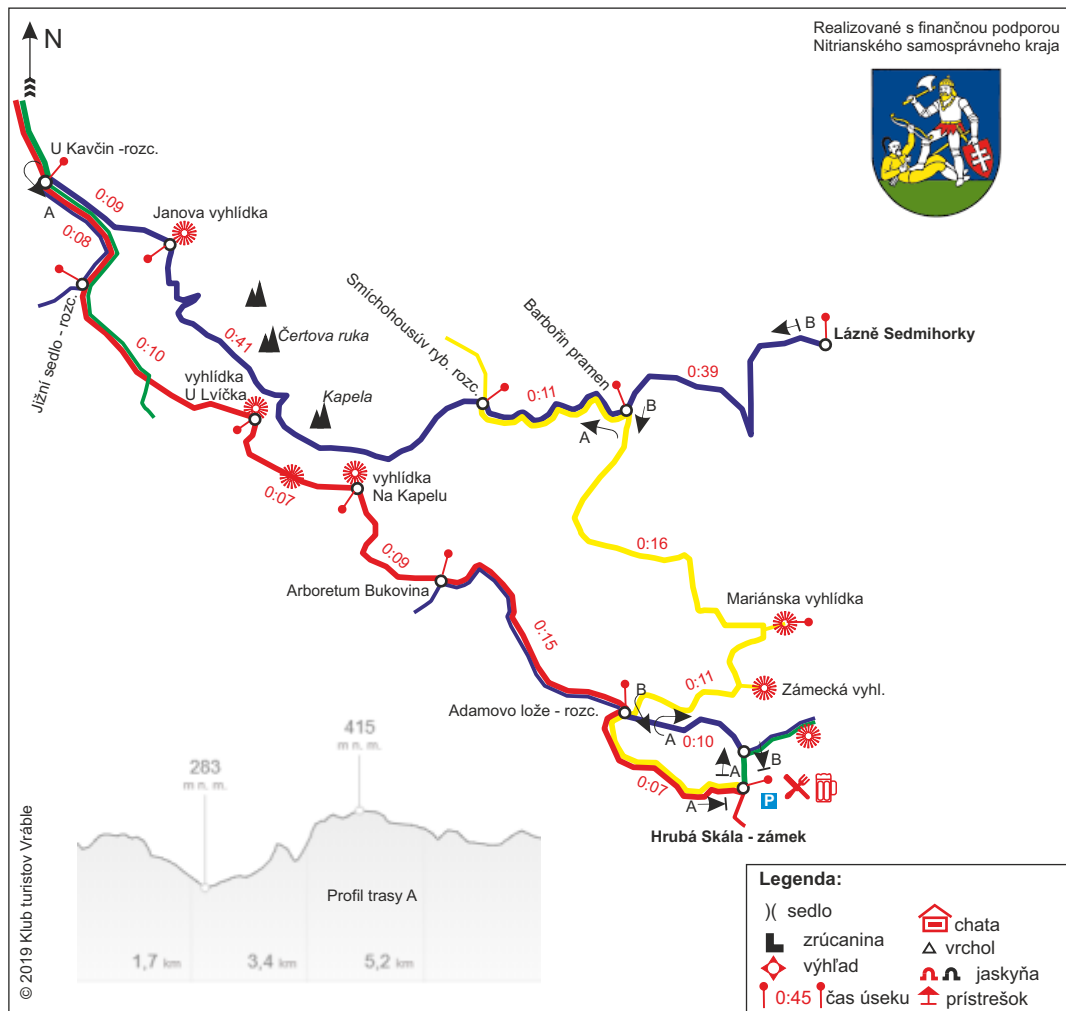 Realizované s finančnou podporou
Nitrianského samosprávneho kraja
N
U Kavčin -rozc.
A
0:09
0:08
Janova vyhlídka
Jižní sedlo - rozc.
0:10
0:41
Čertova ruka
vyhlídka
U Lvíčka
Kapela
Smíchohousúv ryb. rozc.
0:11
Barbořin pramen
B
A
0:39
B
Lázně Sedmihorky
0:07
vyhlídka
Na Kapelu
0:09
Arboretum Bukovina
0:15
0:16
Mariánska vyhlídka
0:11
Zámecká vyhl.
B
Adamovo lože - rozc.
A
0:10
B
A
0:07
A
P
Hrubá Skála - zámek
415
m n. m.
283
m n. m.
Profil trasy A
1,7 km
3,4 km
5,2 km
© 2019 Klub turistov Vráble
Legenda:
)( sedlo
chata
zrúcanina
vrchol
výhľad
jaskyňa
0:45 čas úseku
prístrešok